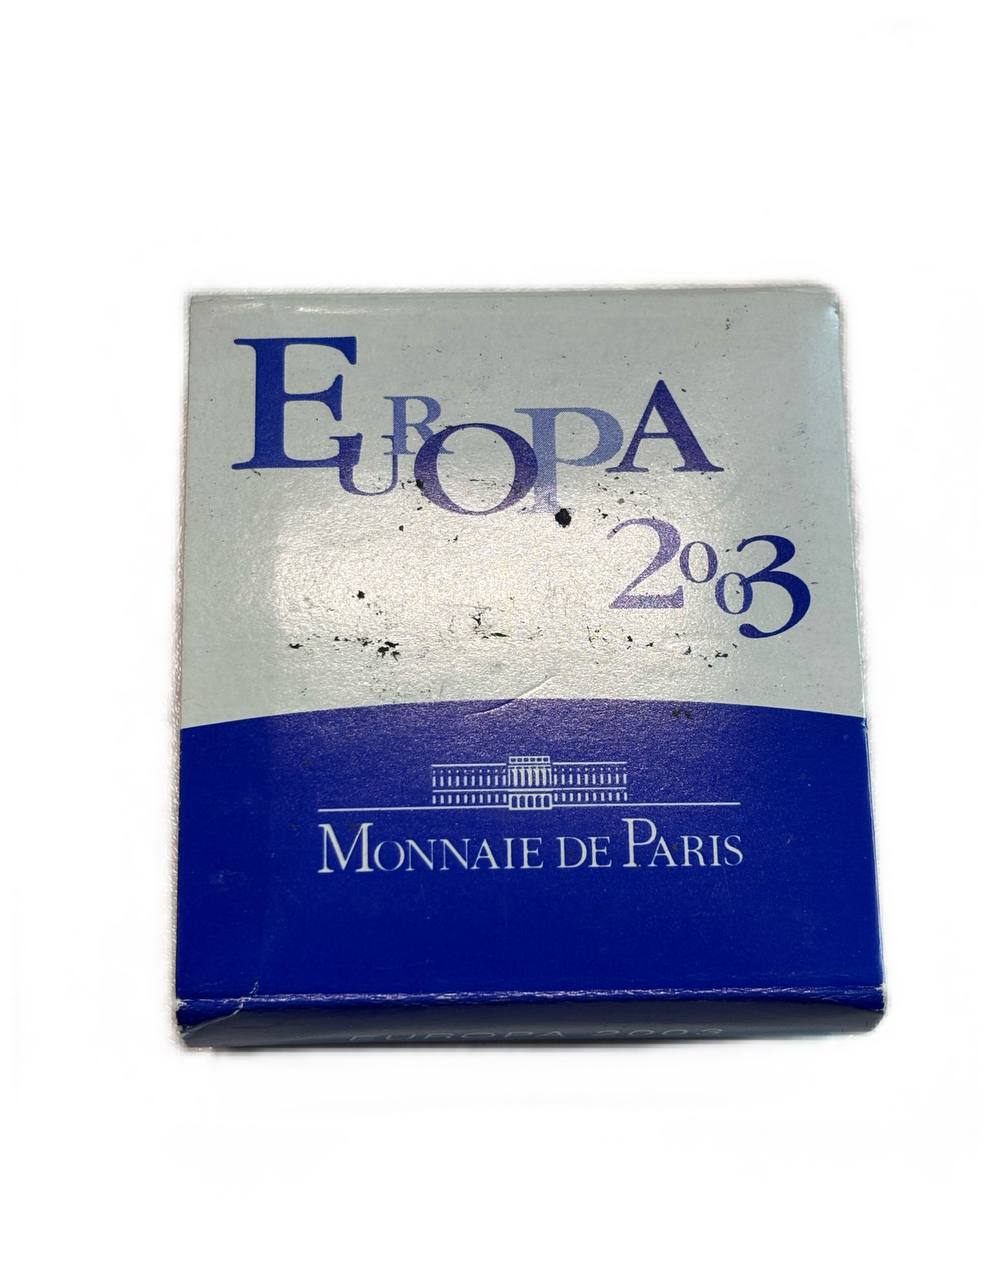 EUROPA
2003
MONNAIE DE PARIS
EUROPA 2003